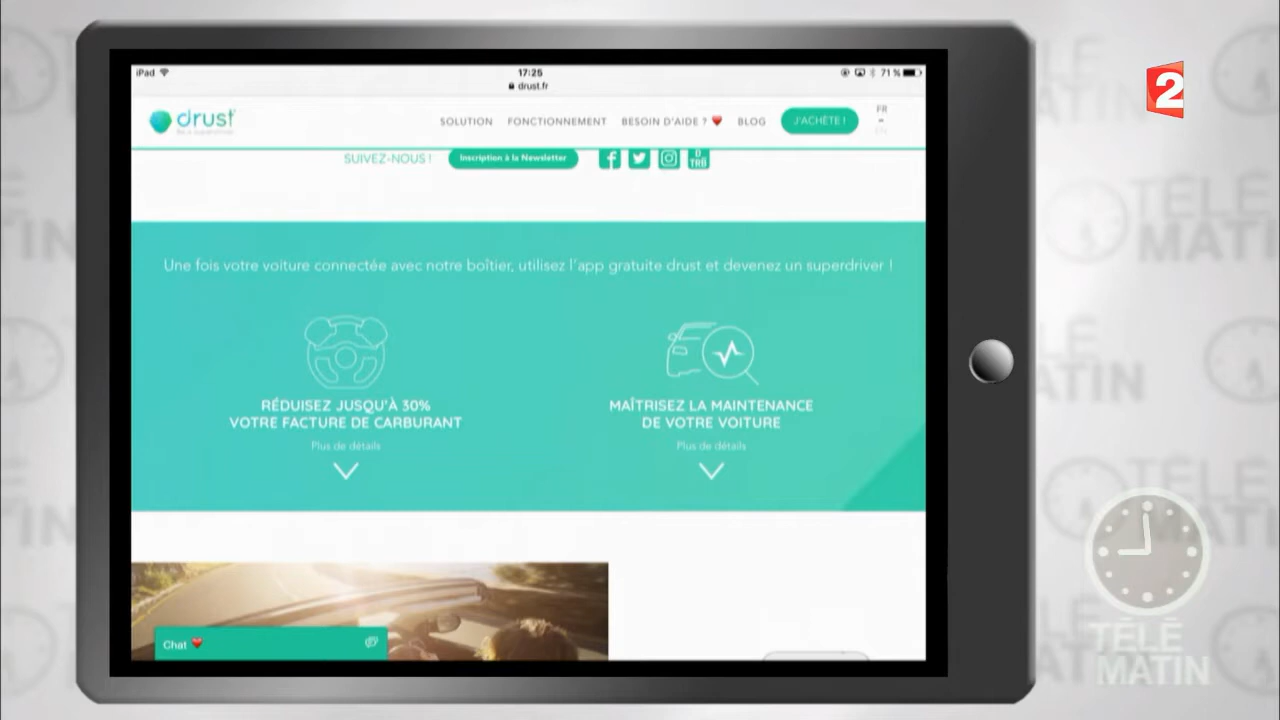 iPad
17:25
71 %
drust.fr
2
drust
SOLUTION
FONCTIONNEMENT
BESOIN D'AIDE ?
BLOG
J'ACHÈTE !
FR
EN
SUIVEZ-NOUS !
Inscription à la Newsletter
TRB
Une fois votre voiture connectée avec notre boîtier, utilisez l'app gratuite drust et devenez un superdriver !
RÉDUISEZ JUSQU'À 30%
VOTRE FACTURE DE CARBURANT
Plus de détails
MAÎTRISEZ LA MAINTENANCE
DE VOTRE VOITURE
Plus de détails
Chat
TÉLÉ
MATIN